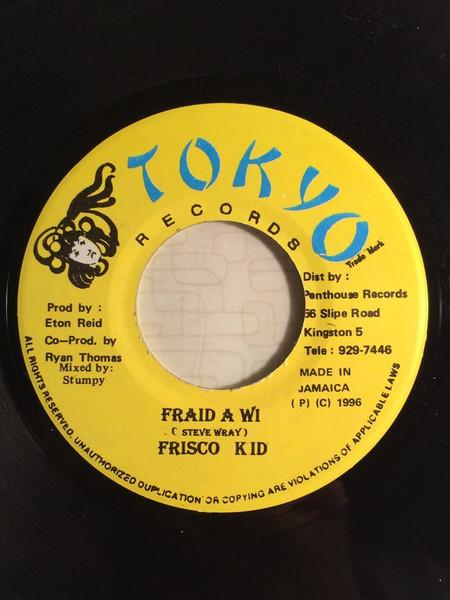 TOKYO
RECORDS
Trade Mark
Prod by :
Eton Reid
Co-Prod. by
Ryan Thomas
Mixed by:
Stumpy
Dist by :
Penthouse Records
56 Slipe Road
Kingston 5
Tele : 929-7446
MADE IN
JAMAICA
( P) (C) 1996
FRAID A WI
( STEVE WRAY )
FRISCO KID
ALL RIGHTS RESERVED. UNAUTHORIZED DUPLICATION OR COPYING ARE VIOLATIONS OF APPLICABLE LAWS